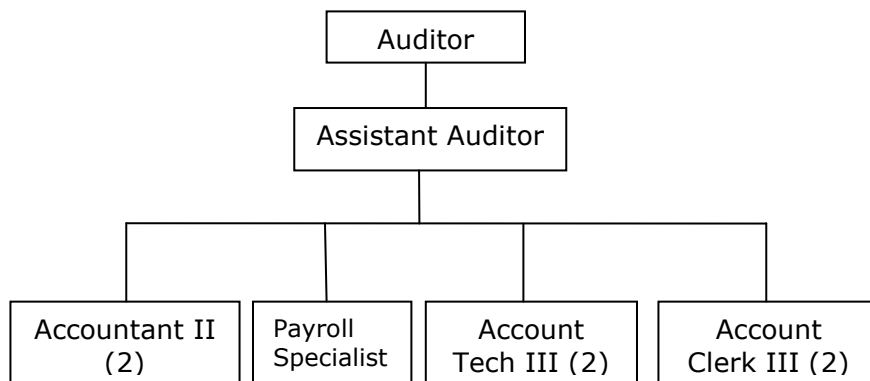 Auditor
Assistant Auditor
Accountant II
(2)
Payroll
Specialist
Account
Tech III (2)
Account
Clerk III (2)